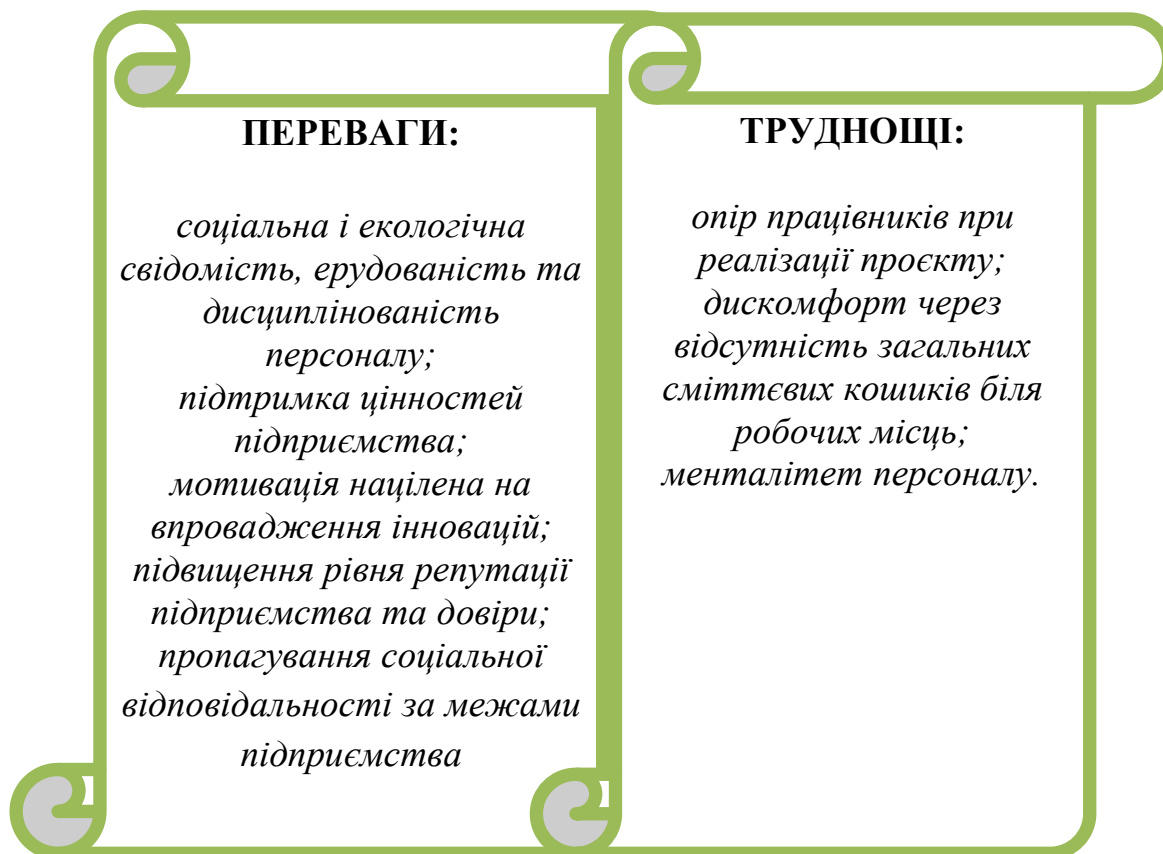 ПЕРЕВАГИ:
соціальна і екологічна
свідомість, ерудованість та
дисциплінованість
персоналу;
підтримка цінностей
підприємства;
мотивація націлена на
впровадження інновацій;
підвищення рівня репутації
підприємства та довіри;
пропагування соціальної
відповідальності за межами
підприємства
ТРУДНОЩІ:
опір працівників при
реалізації проєкту;
дискомфорт через
відсутність загальних
сміттєвих кошиків біля
робочих місць;
менталітет персоналу.